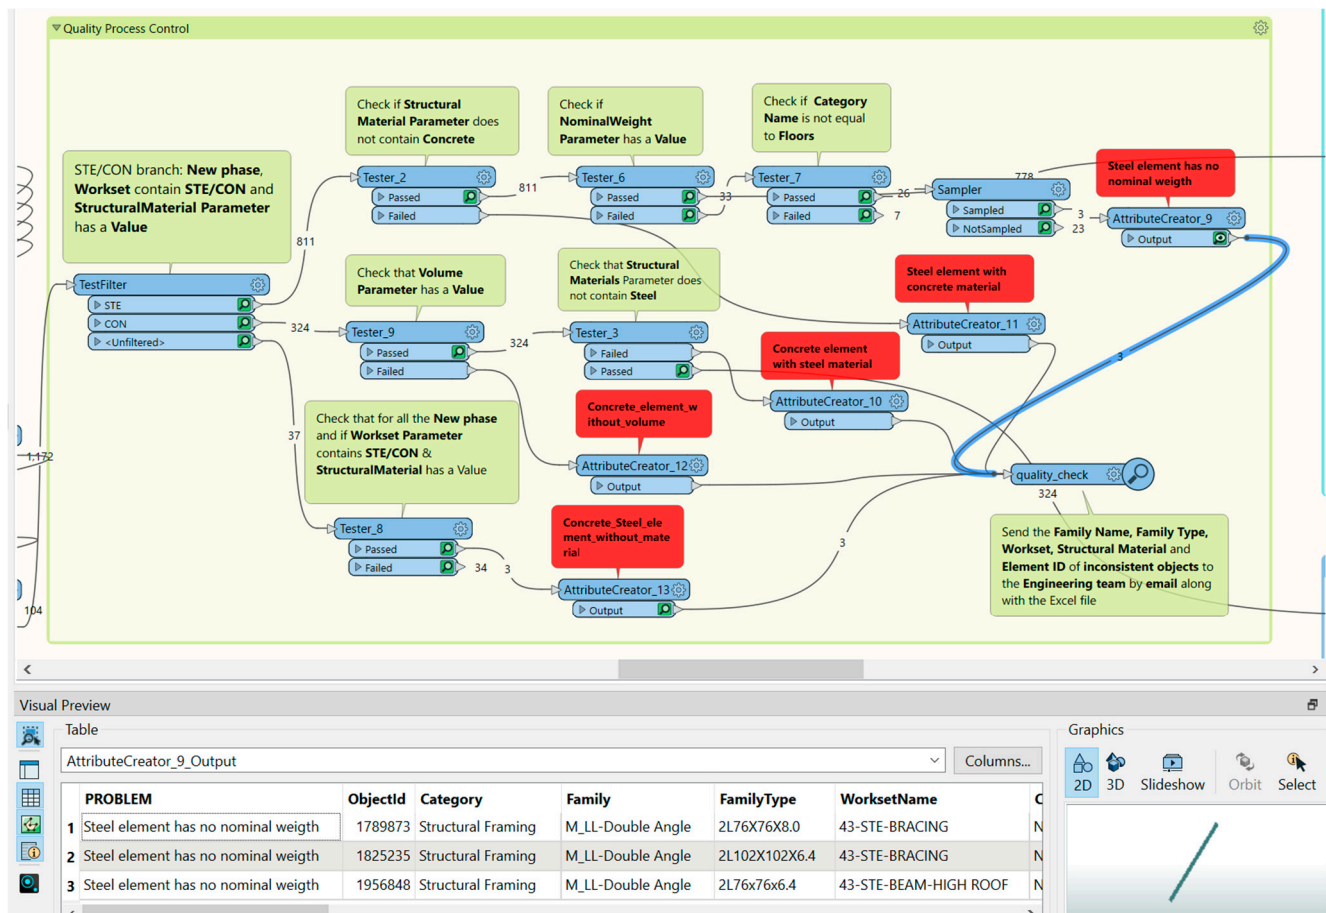 Quality Process Control
Check if Structural
Material Parameter does
not contain Concrete
Check if
NominalWeight
Parameter has a Value
Check if Category
Name is not equal
to Floors
STE/CON branch: New phase,
Workset contain STE/CON and
StructuralMaterial Parameter
has a Value
Steel element has no
nominal weigth
Tester_2
Passed
Failed
811
Tester_6
Passed
Failed
33
Tester_7
Passed
Failed
26
7
778
Sampler
Sampled
NotSampled
3
23
AttributeCreator_9
Output
811
Check that Volume
Parameter has a Value
Check that Structural
Materials Parameter does
not contain Steel
Steel element with
concrete material
TestFilter
STE
CON
<Unfiltered>
324
Tester_9
Passed
Failed
324
Tester_3
Failed
Passed
AttributeCreator_11
Output
Concrete element
with steel material
3
AttributeCreator_10
Output
Check that for all the New phase
and if Workset Parameter
contains STE/CON &
StructuralMaterial has a Value
Concrete_element_w
ithout_volume
37
1,172
AttributeCreator_12
Output
quality_check
324
Tester_8
Passed
Failed
34
3
Concrete_Steel_ele
ment_without_mate
rial
3
Send the Family Name, Family Type,
Workset, Structural Material and
Element ID of inconsistent objects to
the Engineering team by email along
with the Excel file
AttributeCreator_13
Output
104
Visual Preview
Table
Graphics
AttributeCreator_9_Output
Columns...
2D
3D
Slideshow
Orbit
Select
PROBLEM ObjectId Category Family FamilyType WorksetName C
1 Steel element has no nominal weigth 1789873 Structural Framing M_LL-Double Angle 2L76X76X8.0 43-STE-BRACING N
2 Steel element has no nominal weigth 1825235 Structural Framing M_LL-Double Angle 2L102X102X6.4 43-STE-BRACING N
3 Steel element has no nominal weigth 1956848 Structural Framing M_LL-Double Angle 2L76x76x6.4 43-STE-BEAM-HIGH ROOF N